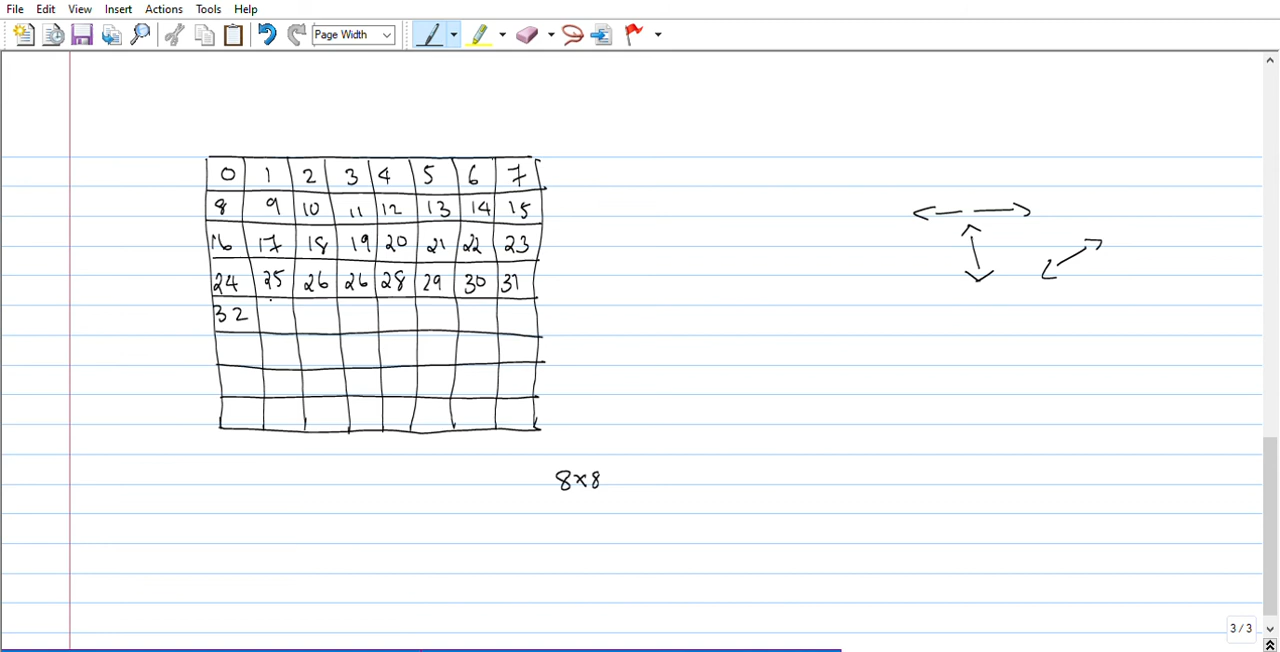 File Edit View Insert Actions Tools Help
Page Width
0 1 2 3 4 5 6 7
8 9 10 11 12 13 14 15
16 17 18 19 20 21 22 23
24 25 26 26 28 29 30 31
32
8×8
3 / 3